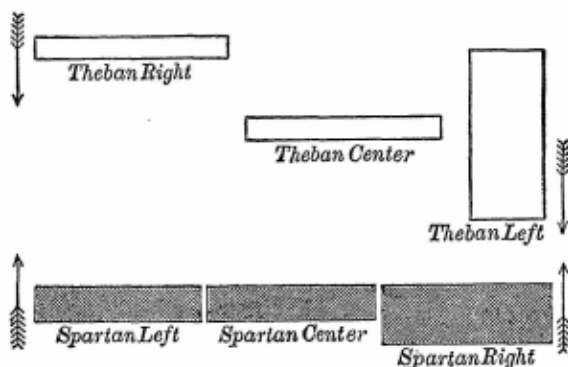 Theban Right
Theban Center
Theban Left
Spartan Left
Spartan Center
Spartan Right